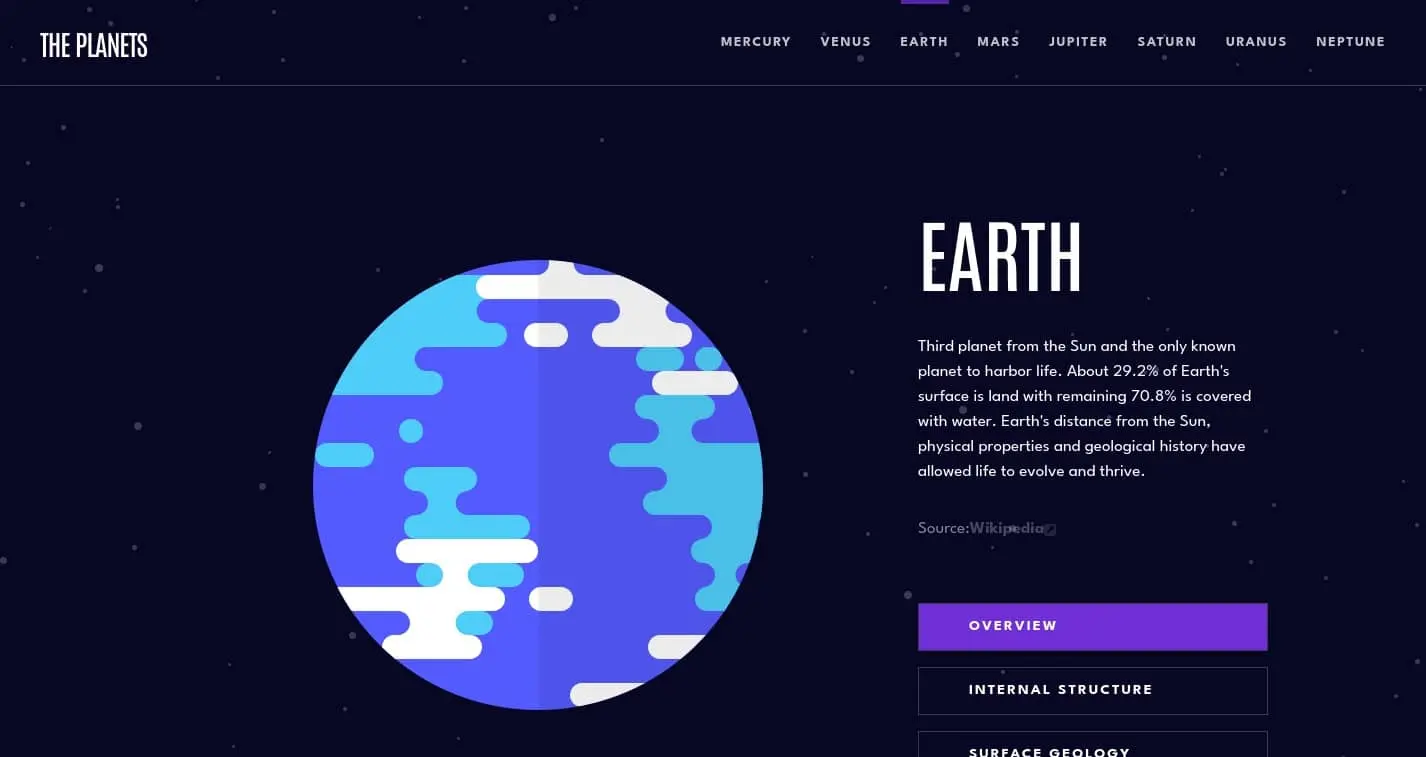 THE PLANETS
MERCURY VENUS EARTH MARS JUPITER SATURN URANUS NEPTUNE
EARTH
Third planet from the Sun and the only known
planet to harbor life. About 29.2% of Earth's
surface is land with remaining 70.8% is covered
with water. Earth's distance from the Sun,
physical properties and geological history have
allowed life to evolve and thrive.
Source:Wikipedia
OVERVIEW
INTERNAL STRUCTURE
SURFACE GEOLOGY